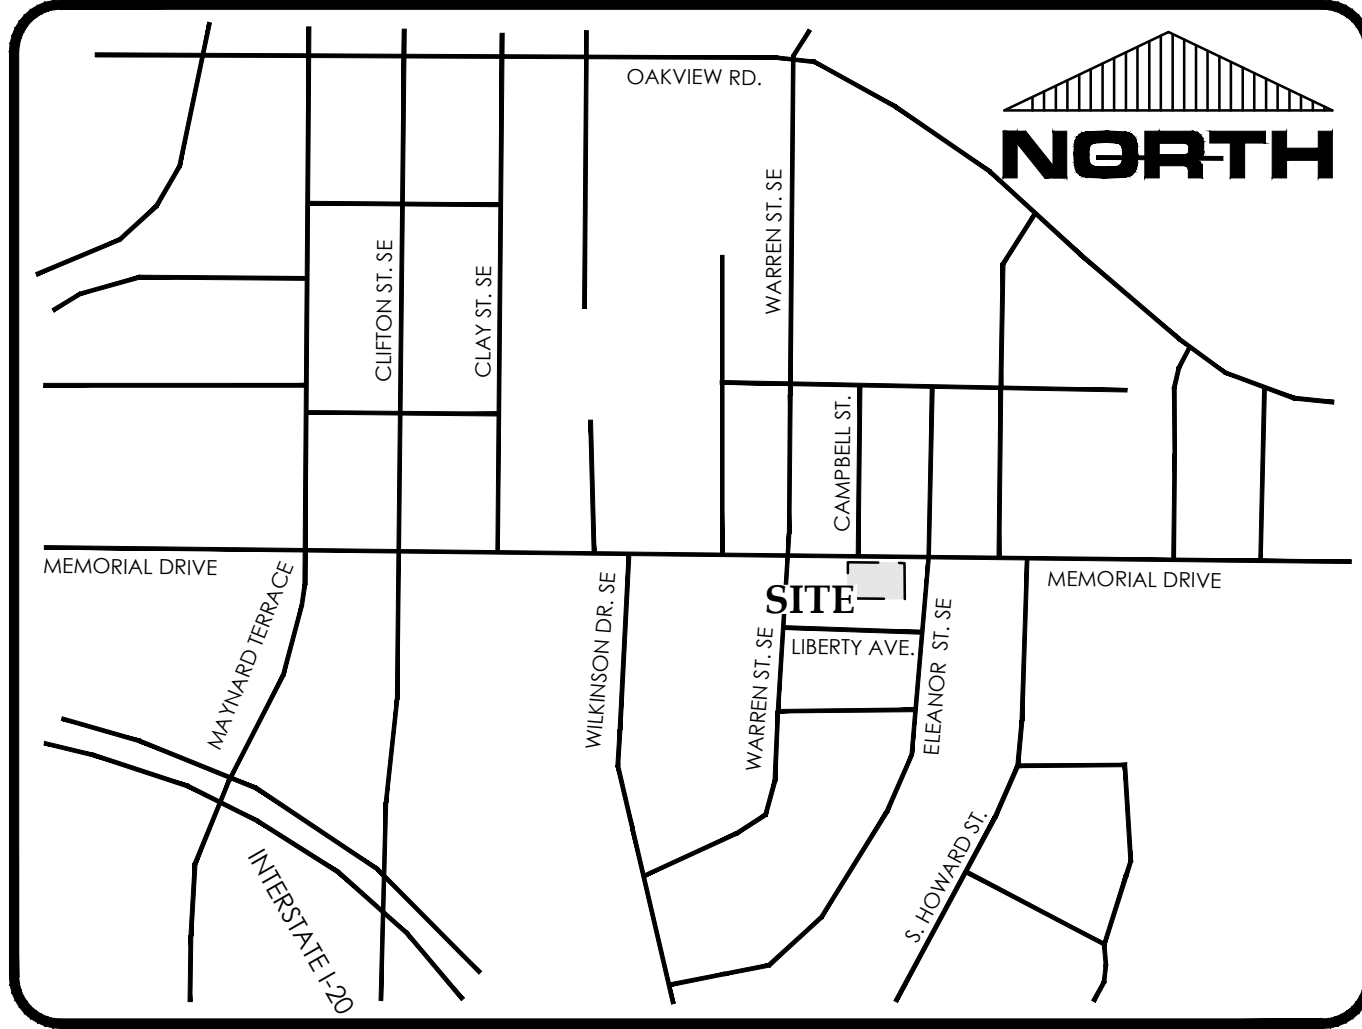 OAKVIEW RD.
NORTH
WARREN ST. SE
CLIFTON ST. SE
CLAY ST. SE
CAMPBELL ST.
MEMORIAL DRIVE
MEMORIAL DRIVE
MAYNARD TERRACE
WILKINSON DR. SE
SITE
WARREN ST. SE
LIBERTY AVE.
ELEANOR ST. SE
S. HOWARD ST.
INTERSTATE I-20